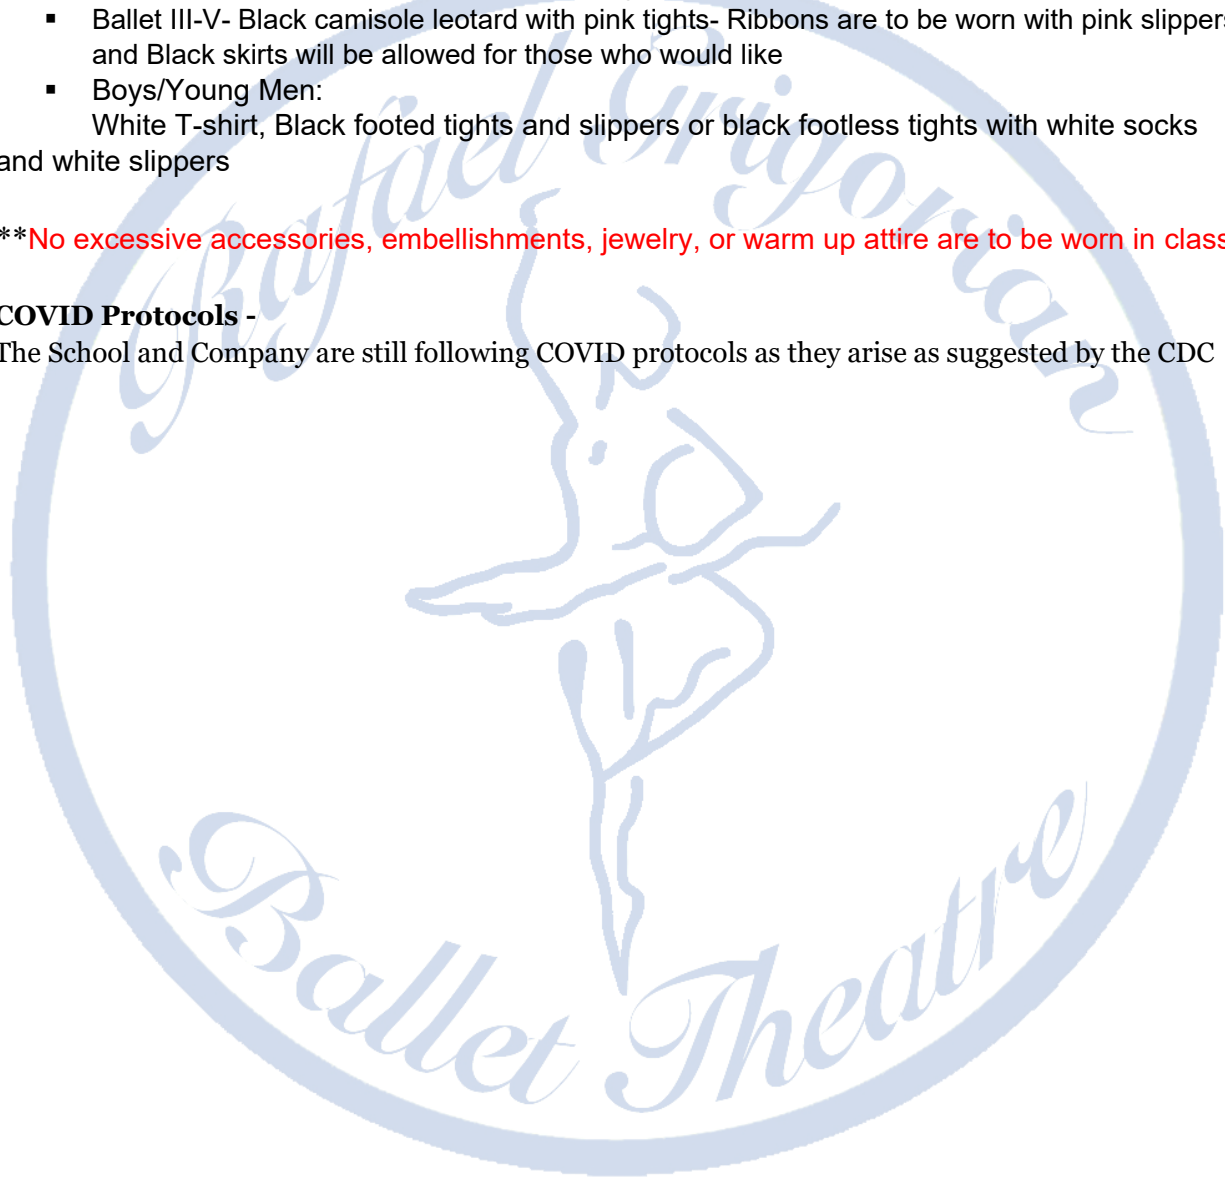 ▪ Ballet III-V- Black camisole leotard with pink tights- Ribbons are to be worn with pink slippers
and Black skirts will be allowed for those who would like
▪ Boys/Young Men:
White T-shirt, Black footed tights and slippers or black footless tights with white socks
and white slippers
**No excessive accessories, embellishments, jewelry, or warm up attire are to be worn in class
COVID Protocols -
The School and Company are still following COVID protocols as they arise as suggested by the CDC
Rafael Grigorian
Ballet Theatre